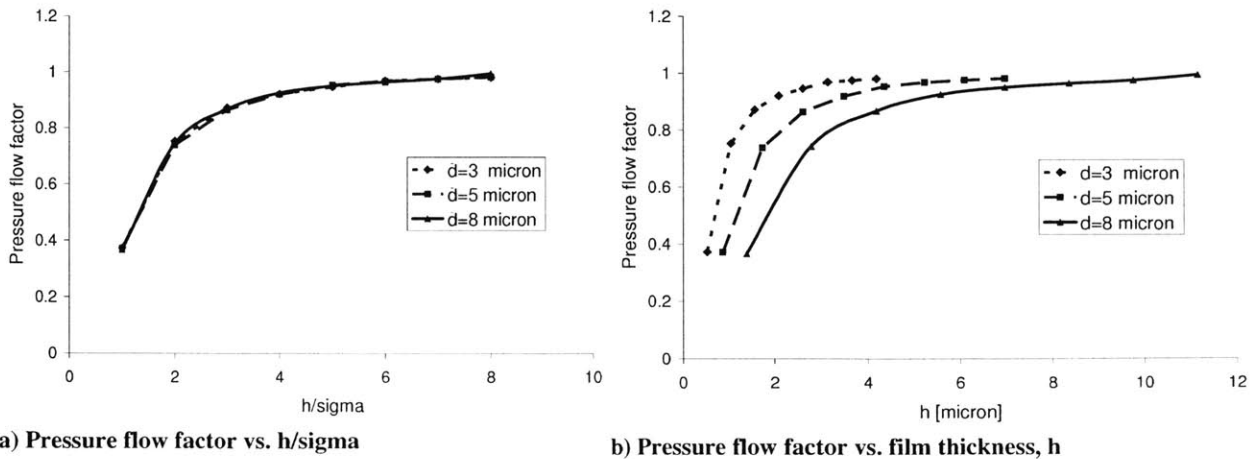 1.2
1
0.8
0.6
0.4
0.2
0
Pressure flow factor
0 2 4 6 8 10
h/sigma
d=3 micron
d=5 micron
d=8 micron
a) Pressure flow factor vs. h/sigma
1.2
1
0.8
0.6
0.4
0.2
0
Pressure flow factor
0 2 4 6 8 10 12
h [micron]
d=3 micron
d=5 micron
d=8 micron
b) Pressure flow factor vs. film thickness, h